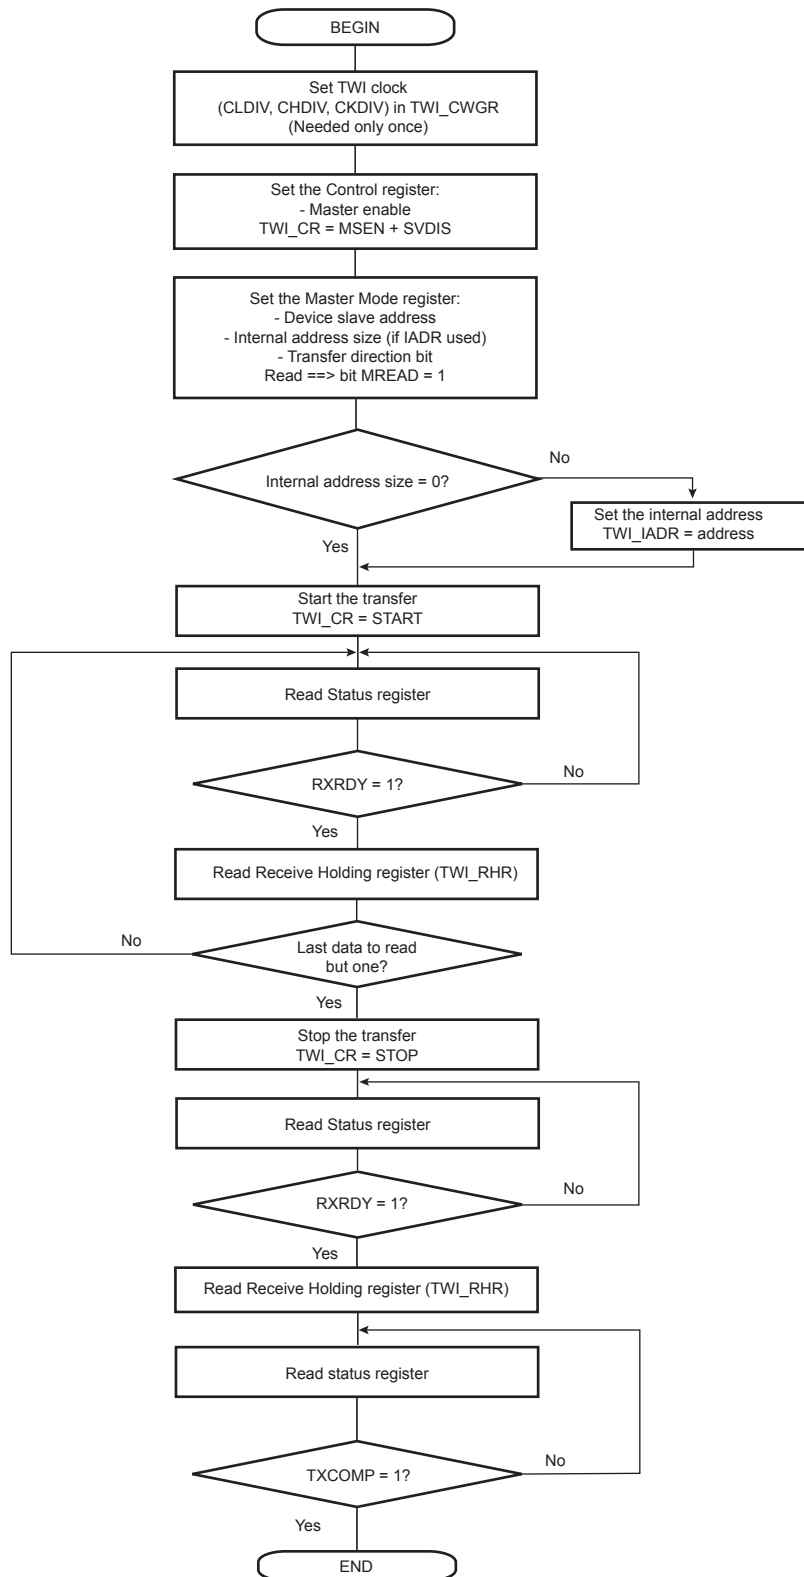 BEGIN
Set TWI clock
(CLDIV, CHDIV, CKDIV) in TWI_CWGR
(Needed only once)
Set the Control register:
- Master enable
TWI_CR = MSEN + SVDIS
Set the Master Mode register:
- Device slave address
- Internal address size (if IADR used)
- Transfer direction bit
Read ==> bit MREAD = 1
Internal address size = 0?
No
Set the internal address
TWI_IADR = address
Yes
Start the transfer
TWI_CR = START
Read Status register
RXRDY = 1?
No
Yes
Read Receive Holding register (TWI_RHR)
No
Last data to read
but one?
Yes
Stop the transfer
TWI_CR = STOP
Read Status register
RXRDY = 1?
No
Yes
Read Receive Holding register (TWI_RHR)
Read status register
TXCOMP = 1?
No
Yes
END